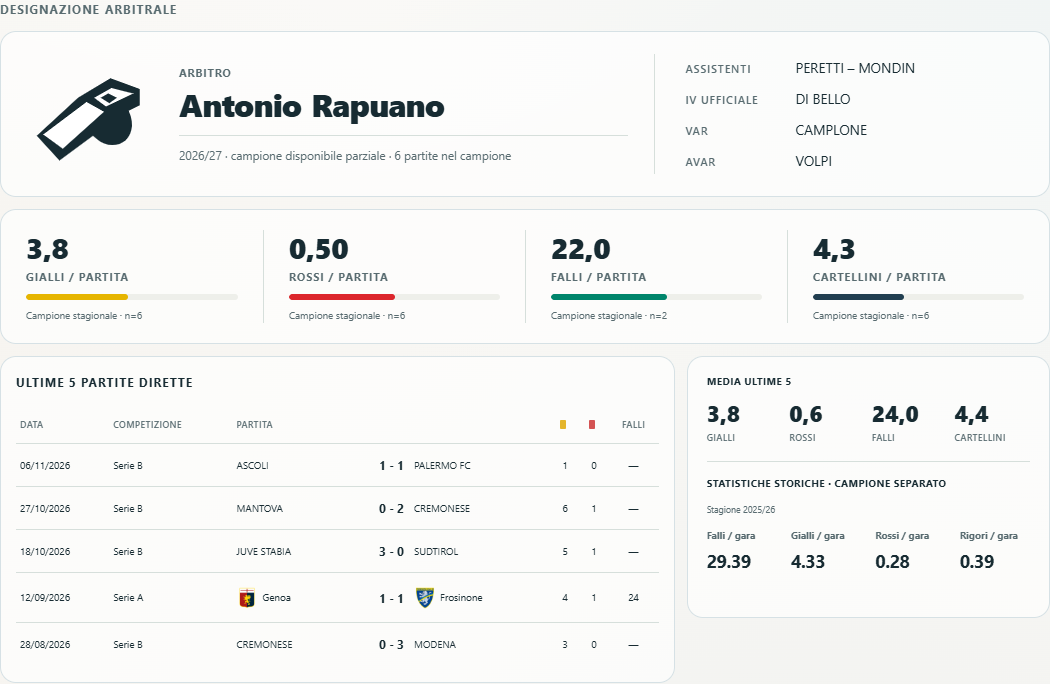 DESIGNAZIONE ARBITRALE
ARBITRO
Antonio Rapuano
2026/27 · campione disponibile parziale · 6 partite nel campione
ASSISTENTI PERETTI – MONDIN
IV UFFICIALE DI BELLO
VAR CAMPLONE
AVAR VOLPI
3,8
GIALLI / PARTITA
Campione stagionale · n=6
0,50
ROSSI / PARTITA
Campione stagionale · n=6
22,0
FALLI / PARTITA
Campione stagionale · n=2
4,3
CARTELLINI / PARTITA
Campione stagionale · n=6
ULTIME 5 PARTITE DIRETTE
DATA COMPETIZIONE PARTITA FALLI
06/11/2026 Serie B ASCOLI 1 - 1 PALERMO FC 1 0 —
27/10/2026 Serie B MANTOVA 0 - 2 CREMONESE 6 1 —
18/10/2026 Serie B JUVE STABIA 3 - 0 SUDTIROL 5 1 —
12/09/2026 Serie A Genoa 1 - 1 Frosinone 4 1 24
28/08/2026 Serie B CREMONESE 0 - 3 MODENA 3 0 —
MEDIA ULTIME 5
3,8 0,6 24,0 4,4
GIALLI ROSSI FALLI CARTELLINI
STATISTICHE STORICHE · CAMPIONE SEPARATO
Stagione 2025/26
Falli / gara Gialli / gara Rossi / gara Rigori / gara
29.39 4.33 0.28 0.39